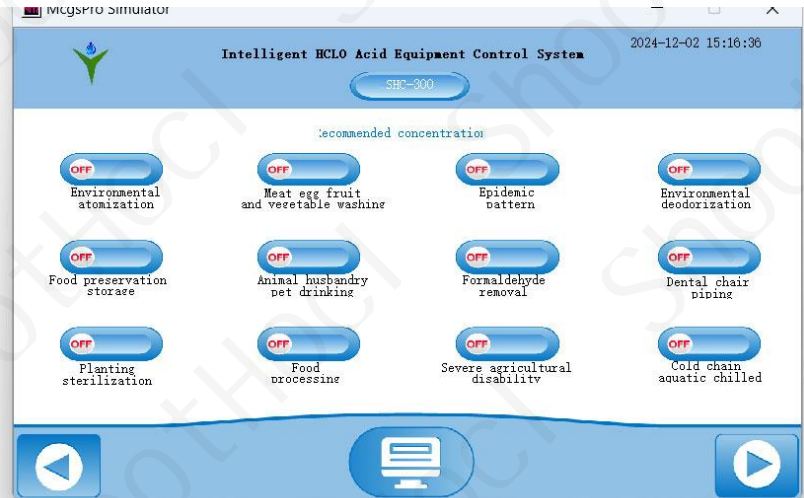 McgsPro Simulator
Intelligent HCLO Acid Equipment Control System
2024-12-02 15:16:36
SHC-300
ecommended concentration
OFF
OFF
OFF
OFF
Environmental
atomization
Meat egg fruit
and vegetable washing
Epidemic
pattern
Environmental
deodorization
OFF
OFF
OFF
OFF
Food preservation
storage
Animal husbandry
pet drinking
Formaldehyde
removal
Dental chair
piping
OFF
OFF
OFF
OFF
Planting
sterilization
Food
processing
Severe agricultural
disability
Cold chain
aquatic chilled
ShootHOCl